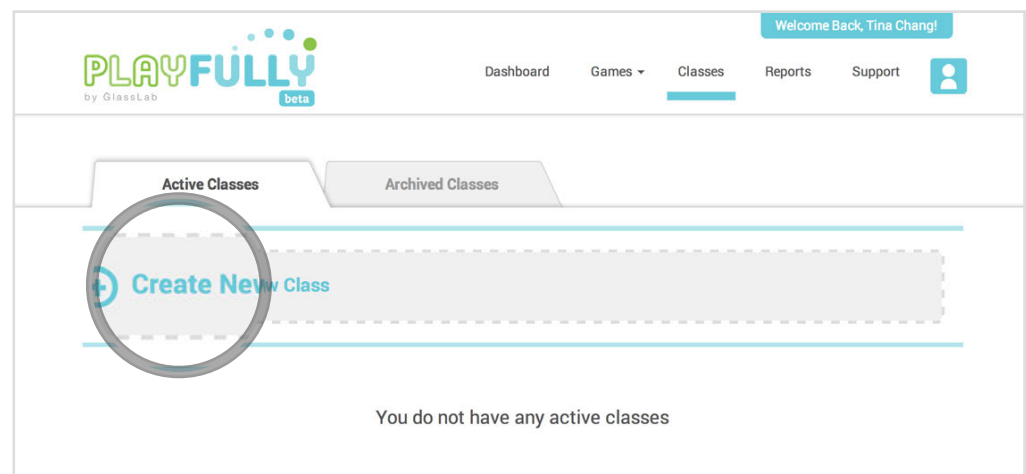 Welcome Back, Tina Chang!
PLAYFULLY
by GlassLab
beta
Dashboard Games Classes Reports Support
Active Classes Archived Classes
Create New Class
You do not have any active classes